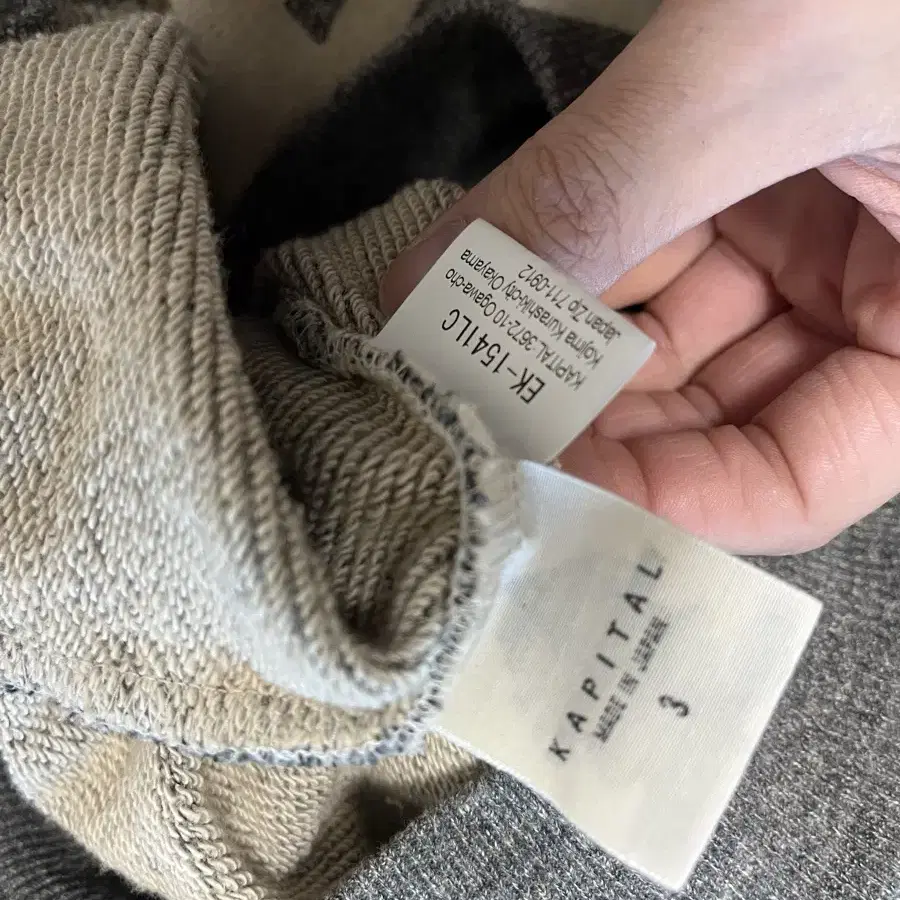 EK-1541LC
KAPITAL 3672-10 Ogawa-cho
Kojima Kurashiki-city Okayama
Japan Zip 711-0912
KAPITAL
MADE IN JAPAN
3